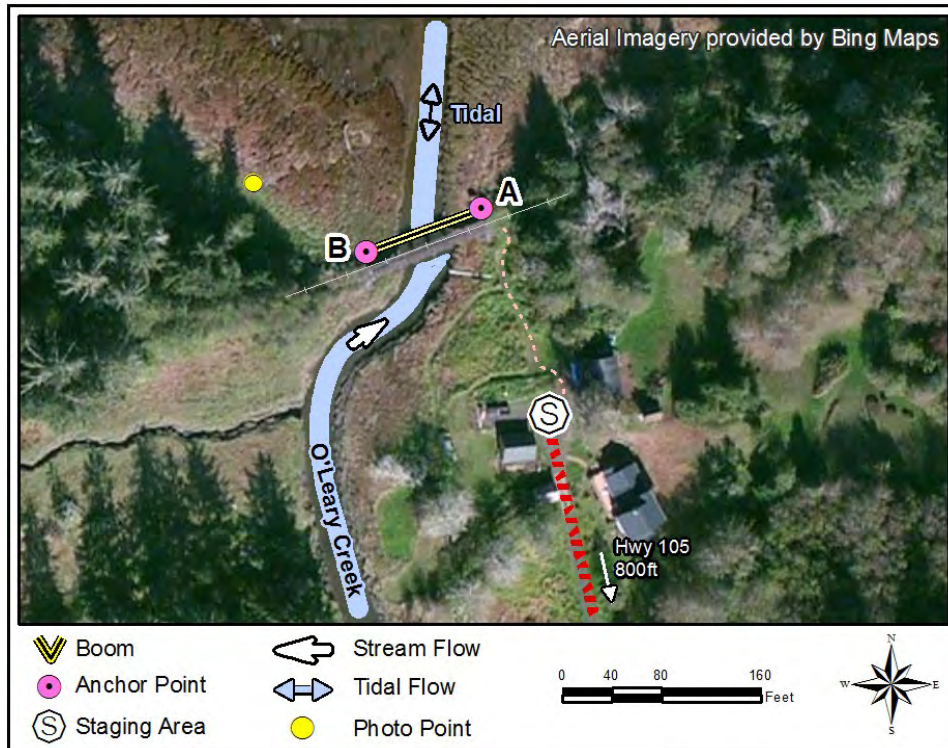 Aerial Imagery provided by Bing Maps
Tidal
A
B
S
O'Leary Creek
Hwy 105
800ft
Boom
Stream Flow
Anchor Point
Tidal Flow
S
Staging Area
Photo Point
0 40 80 160
Feet
N
W E
S